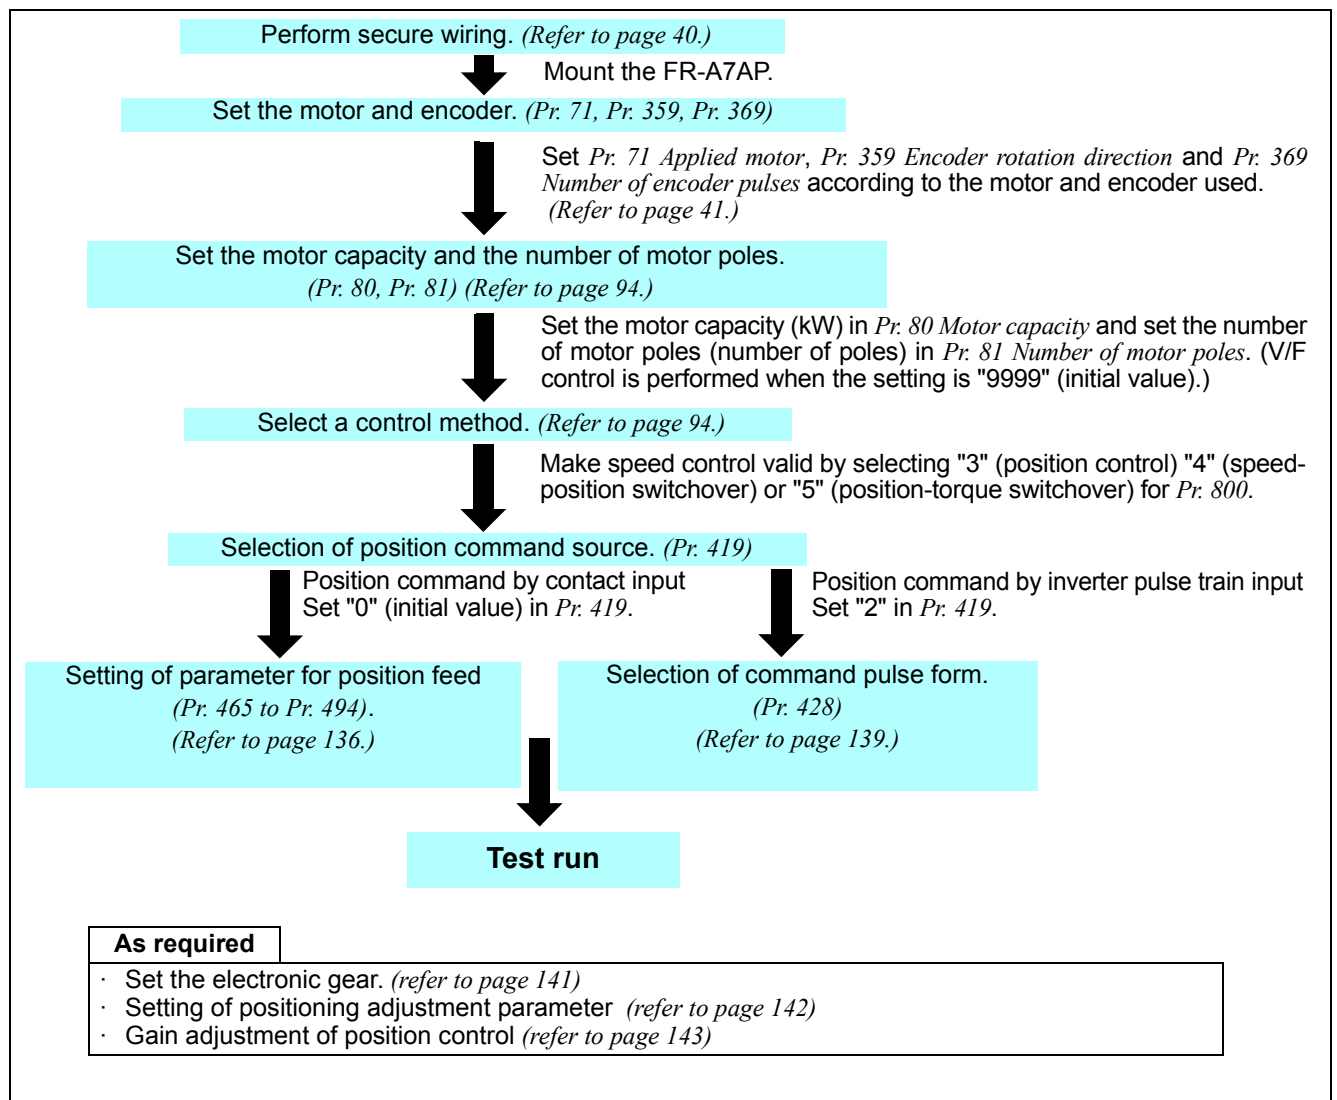 Perform secure wiring. (Refer to page 40.)
Mount the FR-A7AP.
Set the motor and encoder. (Pr. 71, Pr. 359, Pr. 369)
Set Pr. 71 Applied motor, Pr. 359 Encoder rotation direction and Pr. 369
Number of encoder pulses according to the motor and encoder used.
(Refer to page 41.)
Set the motor capacity and the number of motor poles.
(Pr. 80, Pr. 81) (Refer to page 94.)
Set the motor capacity (kW) in Pr. 80 Motor capacity and set the number
of motor poles (number of poles) in Pr. 81 Number of motor poles. (V/F
control is performed when the setting is "9999" (initial value).)
Select a control method. (Refer to page 94.)
Make speed control valid by selecting "3" (position control) "4" (speed-
position switchover) or "5" (position-torque switchover) for Pr. 800.
Selection of position command source. (Pr. 419)
Position command by contact input
Set "0" (initial value) in Pr. 419.
Position command by inverter pulse train input
Set "2" in Pr. 419.
Setting of parameter for position feed
(Pr. 465 to Pr. 494).
(Refer to page 136.)
Selection of command pulse form.
(Pr. 428)
(Refer to page 139.)
Test run
As required
· Set the electronic gear. (refer to page 141)
· Setting of positioning adjustment parameter (refer to page 142)
· Gain adjustment of position control (refer to page 143)